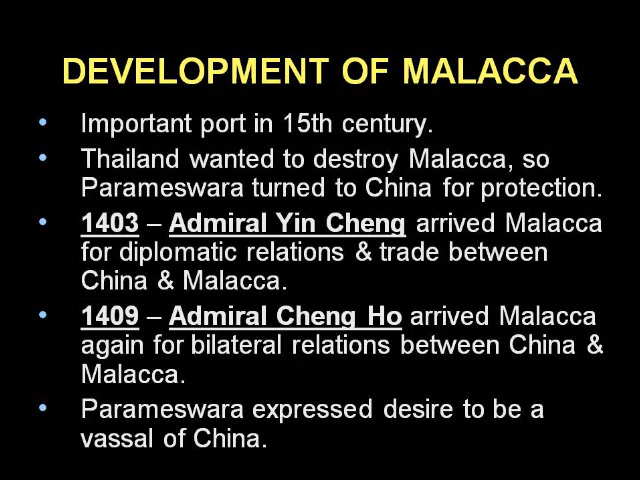 DEVELOPMENT OF MALACCA
• Important port in 15th century.
• Thailand wanted to destroy Malacca, so
Parameswara turned to China for protection.
• 1403 – Admiral Yin Cheng arrived Malacca
for diplomatic relations & trade between
China & Malacca.
• 1409 – Admiral Cheng Ho arrived Malacca
again for bilateral relations between China &
Malacca.
• Parameswara expressed desire to be a
vassal of China.